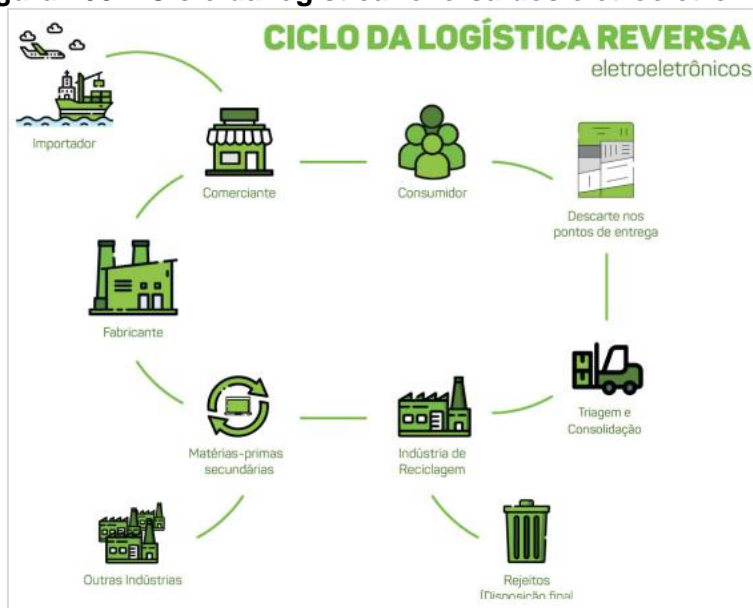 CICLO DA LOGÍSTICA REVERSA
eletroeletrônicos
Importador
Comerciante
Consumidor
Descarte nos
pontos de entrega
Fabricante
Triagem e
Consolidação
Matérias-primas
secundárias
Indústria de
Reciclagem
Outras Indústrias
Rejeitos
(Disposição final